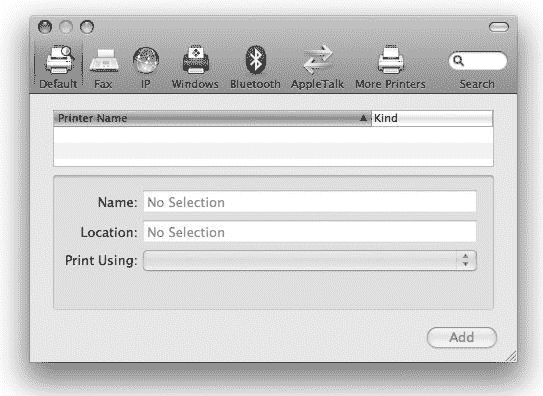 Default Fax IP Windows Bluetooth AppleTalk More Printers Search
Printer Name Kind
Name: No Selection
Location: No Selection
Print Using:
Add